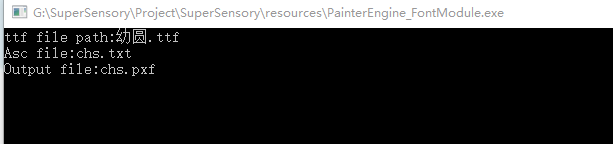 G:\SuperSensory\Project\SuperSensory\resources\PainterEngine_FontModule.exe
ttf file path:幼圆.ttf
Asc file:chs.txt
Output file:chs.pxf